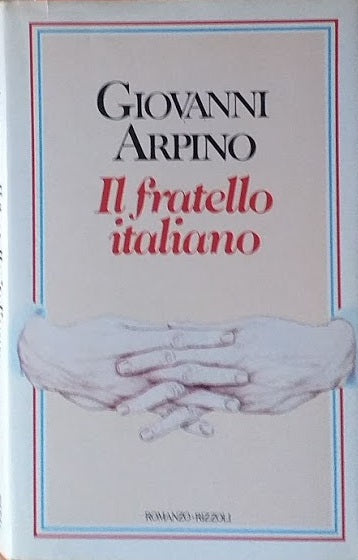 GIOVANNI
ARPINO
Il fratello
italiano
ROMANZO•RIZZOLI